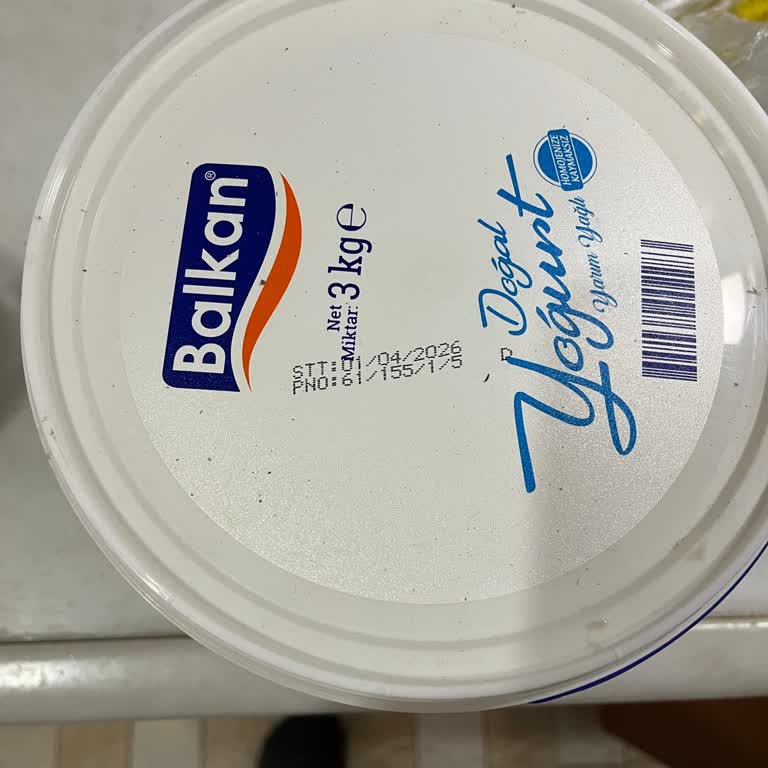 Balkan®
Net
Miktar: 3 kg e
STT:01/04/2026
PNO:61/155/1/5
P
Doğal
Yoğurt
Yarım Yağlı
HOMOJENİZE
KAYMAKSIZ